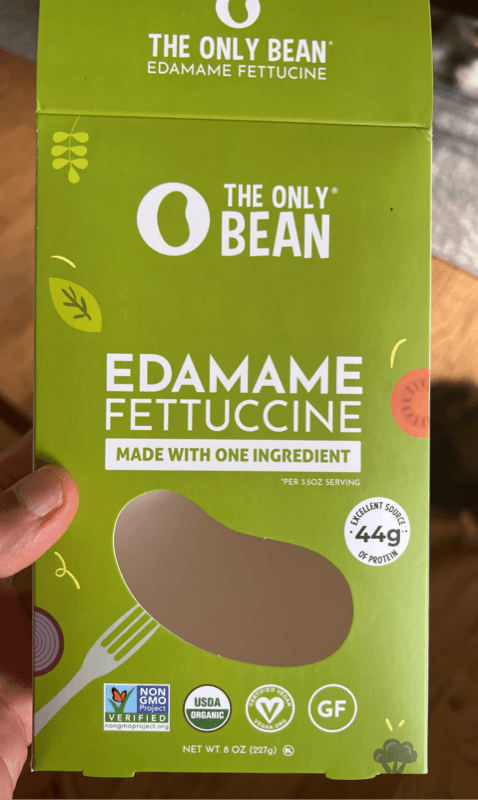 THE ONLY BEAN®
EDAMAME FETTUCINE
THE ONLY®
BEAN
EDAMAME
FETTUCCINE
MADE WITH ONE INGREDIENT
*PER 3.5OZ SERVING
• EXCELLENT SOURCE •
44g
OF PROTEIN
NON
GMO
Project
VERIFIED
nongmoproject.org
USDA
ORGANIC
CERTIFIED VEGAN
VEGAN.ORG
GF
NET WT. 8 OZ (227g) K